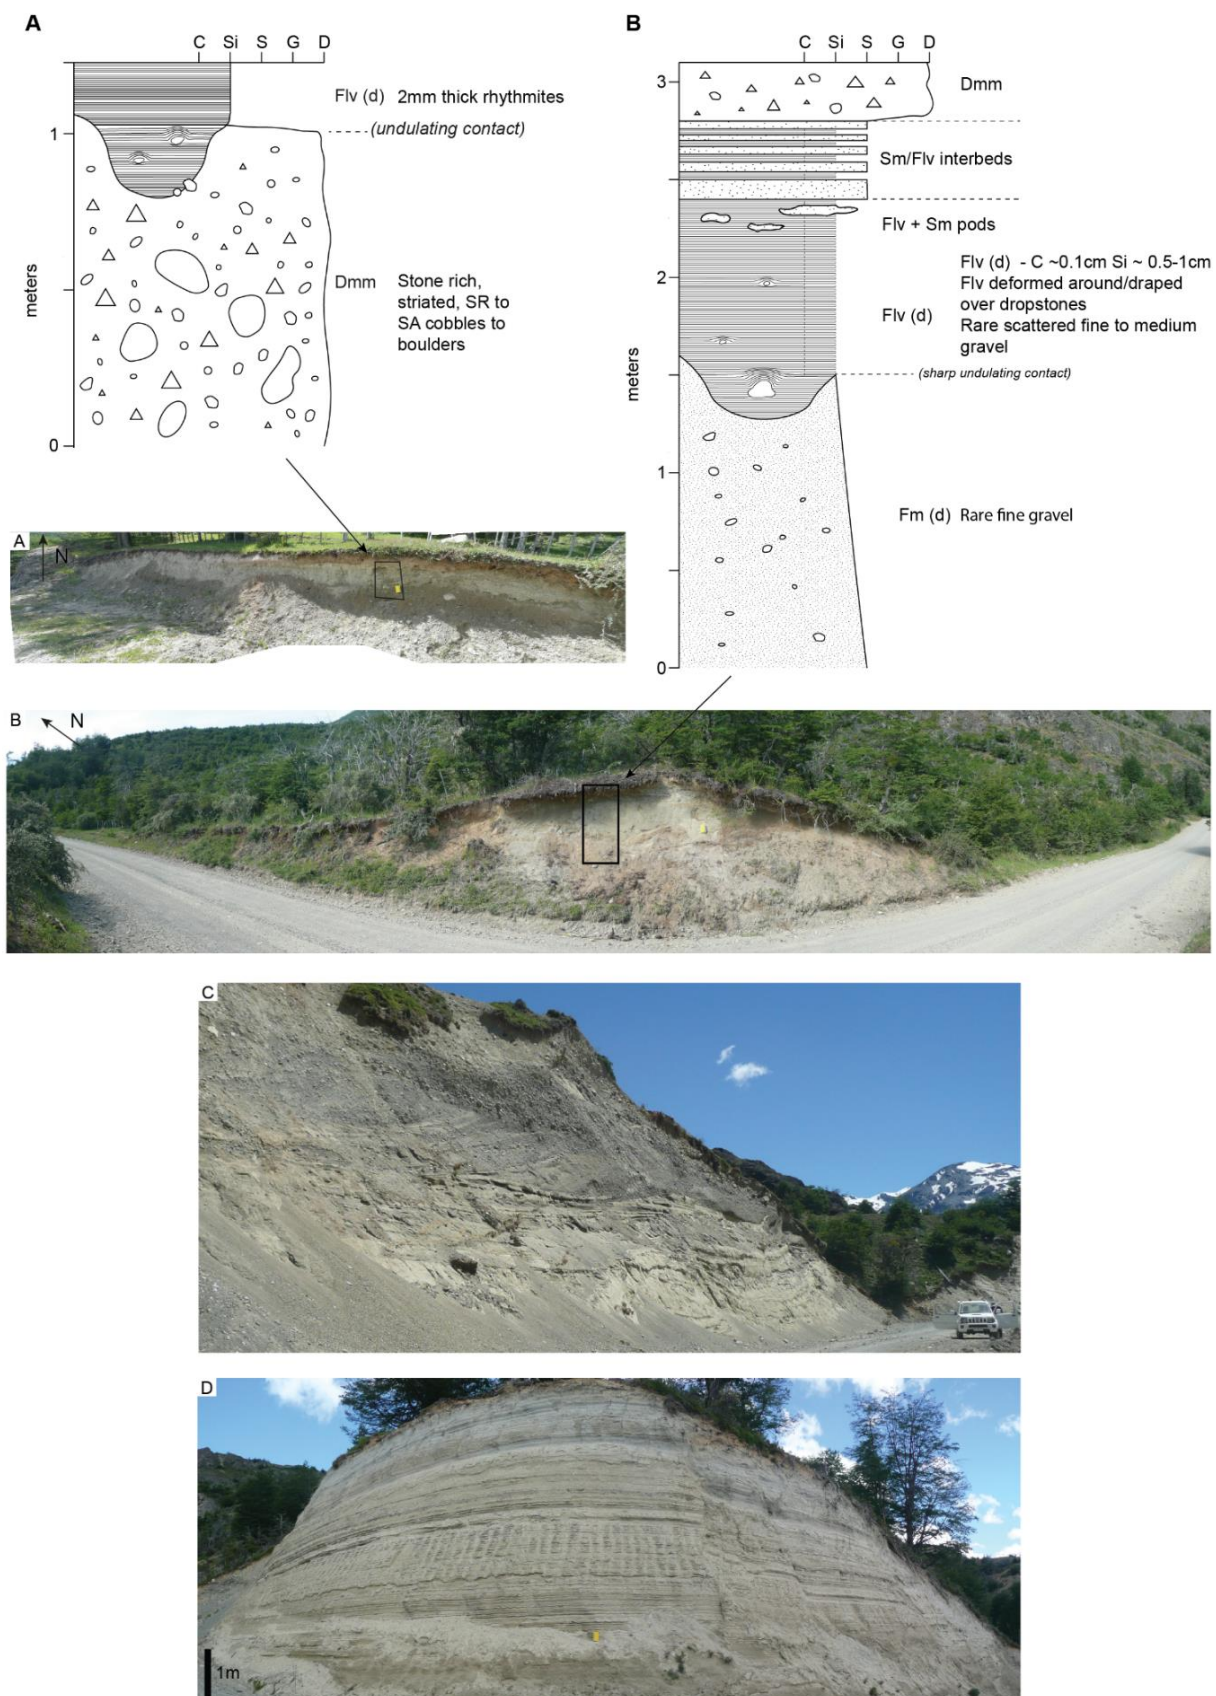 A
C Si S G D
Flv (d) 2mm thick rhythmites
1
(undulating contact)
meters
Dmm
Stone rich,
striated, SR to
SA cobbles to
boulders
0
B
C Si S G D
3
Dmm
Sm/Flv interbeds
Flv + Sm pods
2
Flv (d) - C ~0.1cm Si ~ 0.5-1cm
Flv deformed around/draped
over dropstones
Rare scattered fine to medium
gravel
Flv (d)
meters
(sharp undulating contact)
1
Fm (d) Rare fine gravel
0
A
N
B
N
C
D
1m